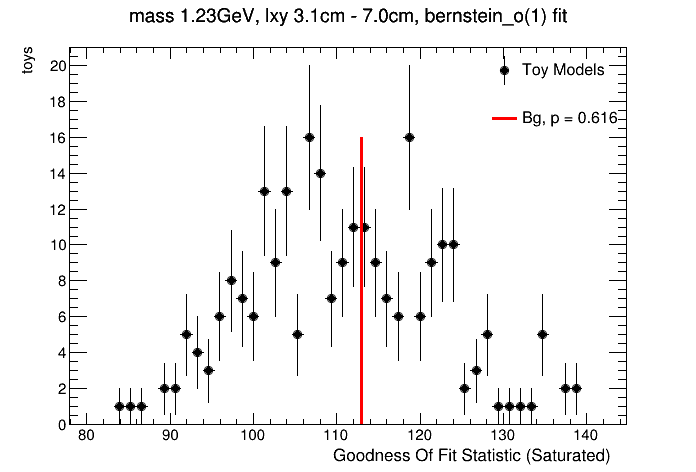 mass 1.23GeV, lxy 3.1cm - 7.0cm, bernstein_o(1) fit
toys
20
18
16
14
12
10
8
6
4
2
0
Toy Models
Bg, p = 0.616
80 90 100 110 120 130 140
Goodness Of Fit Statistic (Saturated)